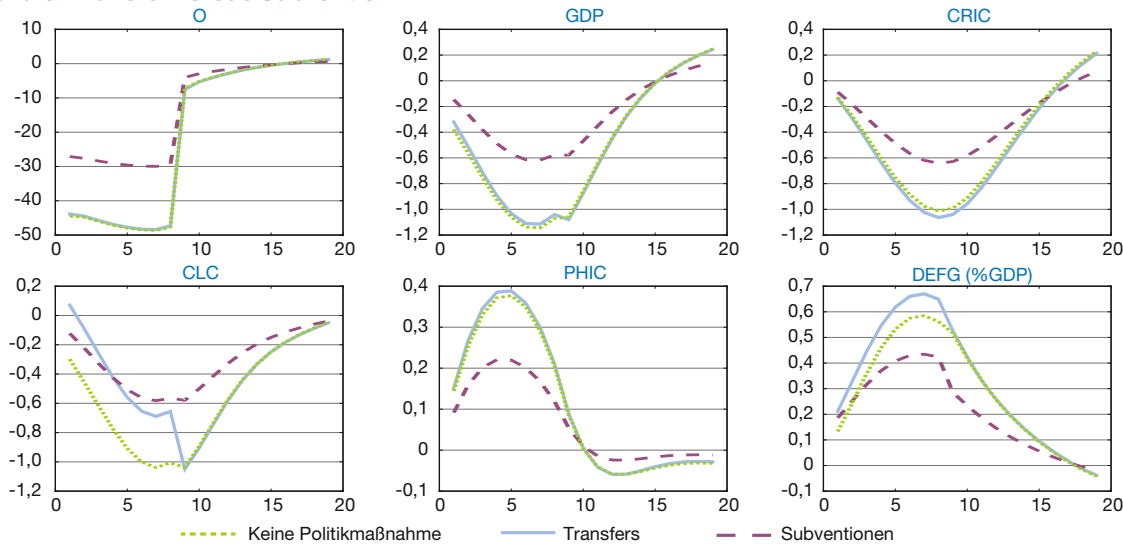 O GDP CRIC
10 0,4 0,4
0 0,2 0,2
-10 0 0
-0,2 -0,2
-20 -0,4 -0,4
-30 -0,6 -0,6
-0,8 -0,8
-40 -1,0 -1,0
-50 -1,2 -1,2
0 5 10 15 20 0 5 10 15 20 0 5 10 15 20
CLC PHIC DEFG (%GDP)
0,2 0,4 0,7
0 0,6
-0,2 0,3 0,5
-0,4 0,2 0,4
0,3
-0,6 0,1 0,2
-0,8 0,1
-1,0 0 0
-1,2 -0,1 -0,1
0 5 10 15 20 0 5 10 15 20 0 5 10 15 20
Keine Politikmaßnahme Transfers Subventionen